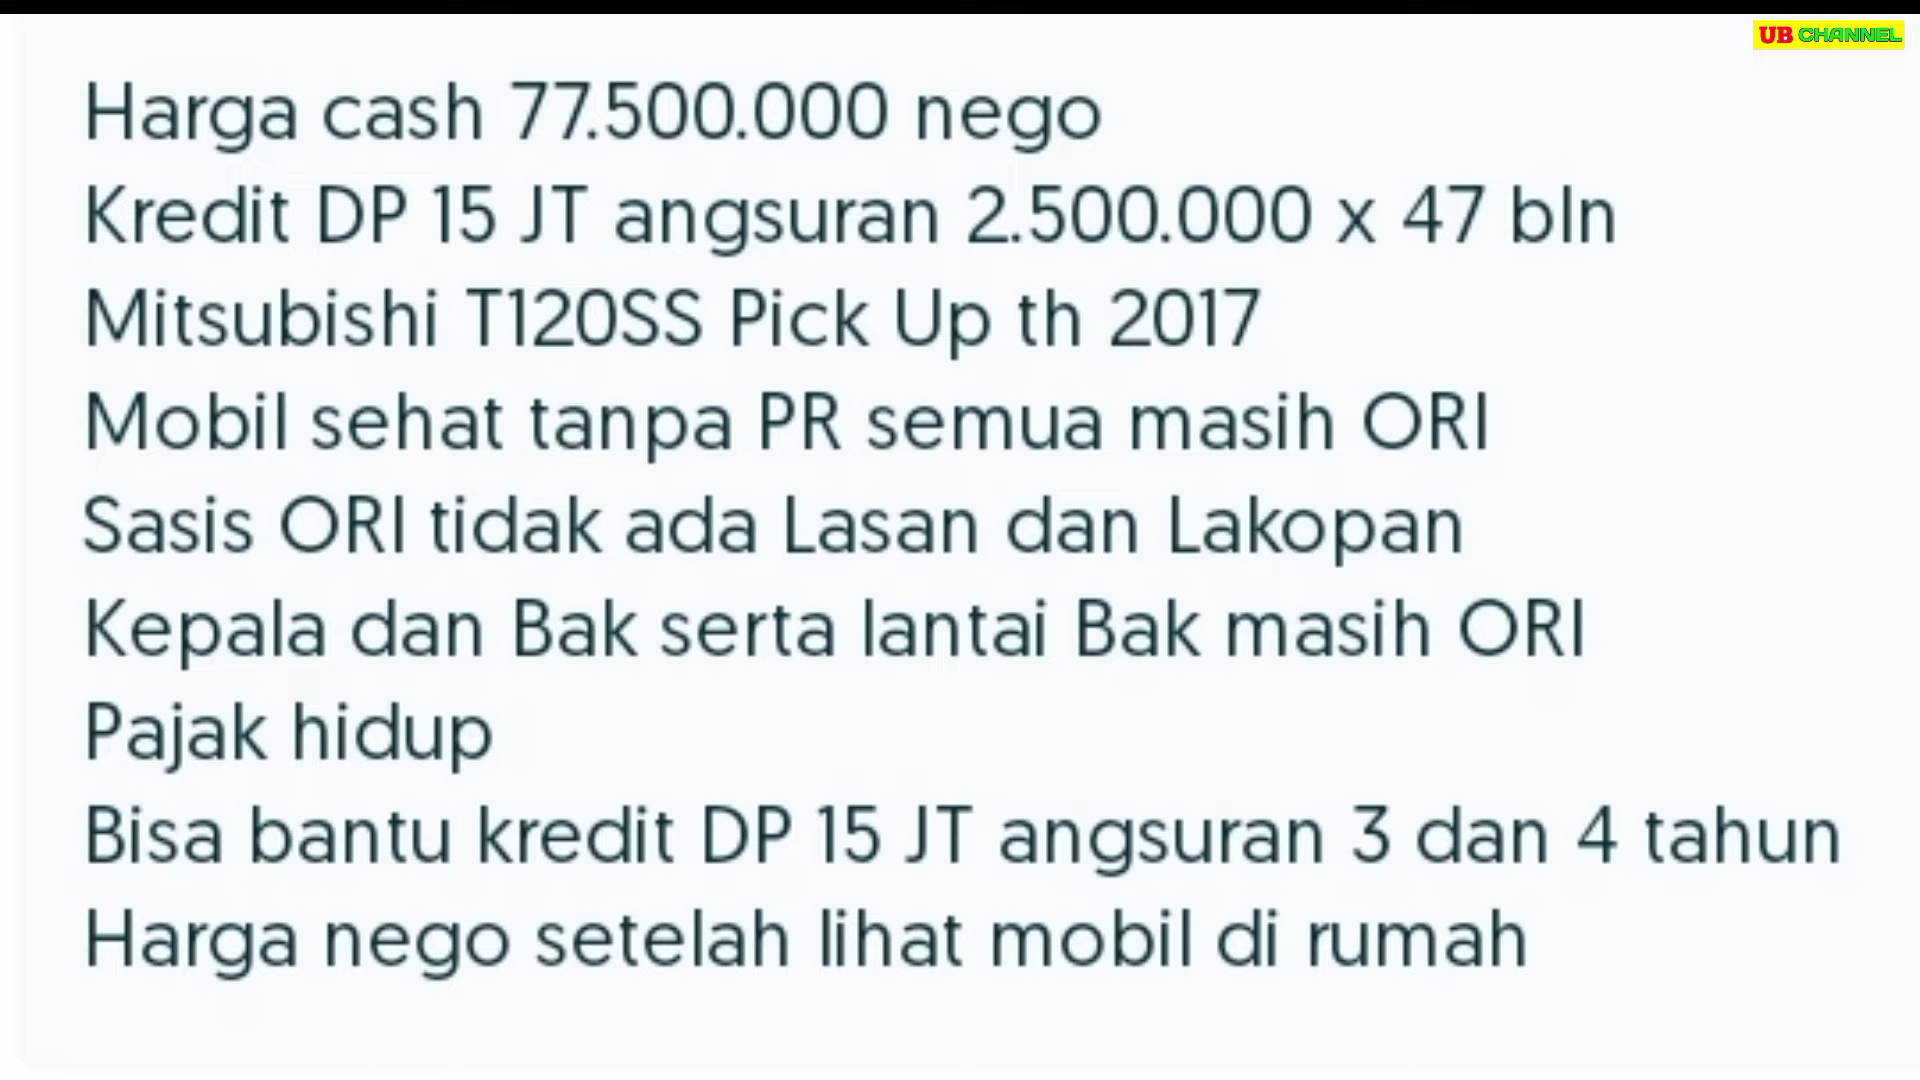 UB CHANNEL
Harga cash 77.500.000 nego
Kredit DP 15 JT angsuran 2.500.000 x 47 bln
Mitsubishi T120SS Pick Up th 2017
Mobil sehat tanpa PR semua masih ORI
Sasis ORI tidak ada Lasan dan Lakopan
Kepala dan Bak serta lantai Bak masih ORI
Pajak hidup
Bisa bantu kredit DP 15 JT angsuran 3 dan 4 tahun
Harga nego setelah lihat mobil di rumah